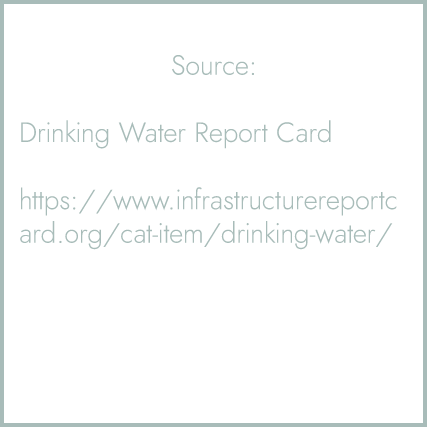 Source:
Drinking Water Report Card
https://www.infrastructurereportc
ard.org/cat-item/drinking-water/